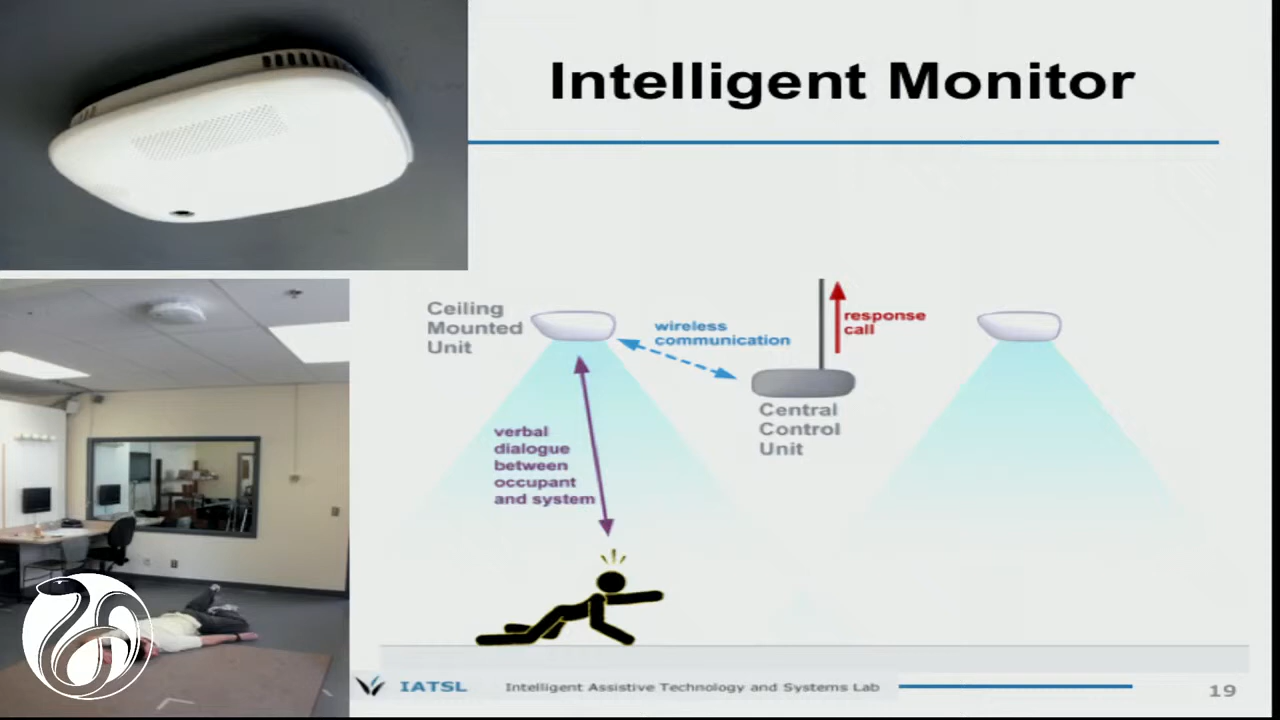 Intelligent Monitor
Ceiling
Mounted
Unit
wireless
communication
response
call
Central
Control
Unit
verbal
dialogue
between
occupant
and system
IATSL
Intelligent Assistive Technology and Systems Lab
19